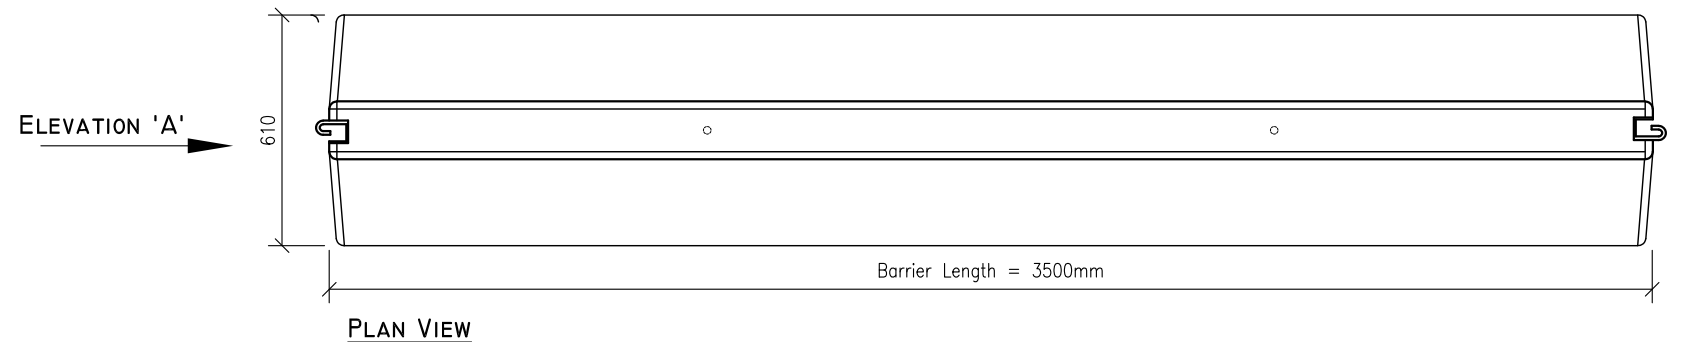 ELEVATION 'A'
610
Barrier Length = 3500mm
PLAN VIEW